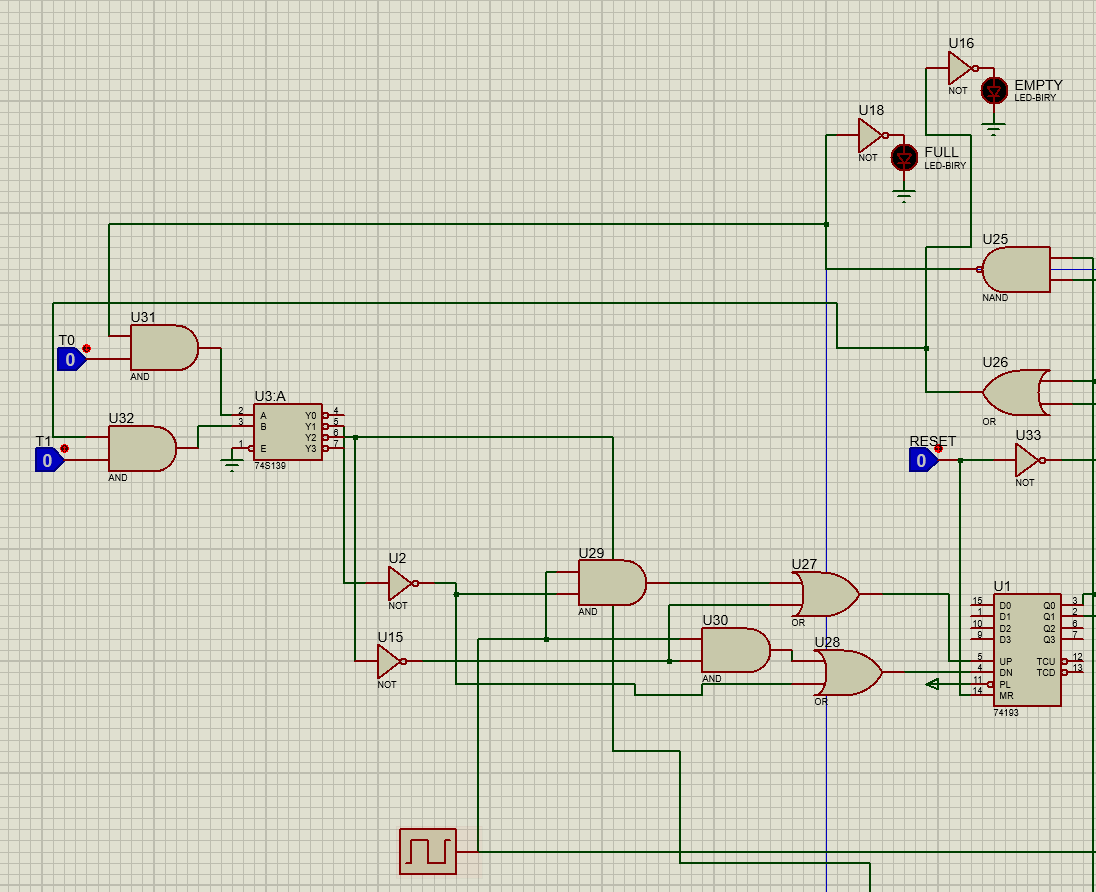 U16
NOT
EMPTY
LED-BIRY
U18
NOT
FULL
LED-BIRY
U25
NAND
U31
T0
0
AND
U26
OR
U3:A
2 A Y0 4
3 B Y1 5
Y2 6
1 E Y3 7
74S139
U32
T1
0
AND
RESET
0
U33
NOT
U2
NOT
U29
AND
U27
OR
U1
15 D0 Q0 3
1 D1 Q1 2
10 D2 Q2 6
9 D3 Q3 7
5 UP TCU 12
4 DN TCD 13
11 PL
14 MR
74193
U15
NOT
U30
AND
U28
OR